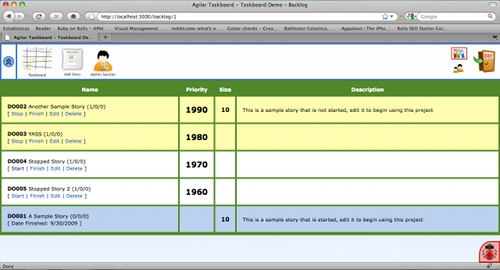 Agilar Taskboard - Taskboard Demo - Backlog
http://localhost:3000/backlog/1
Google
Estadisticas Reader Ruby on Rails - AP... Visual Management ... reddit.com: what's n... Guitar chords - Creat... Battlestar Galactica... Appulous : The iPhon... Rails SEO Starter Gui...
Agilar Taskboard - Taskboard De...
Taskboard Add Story Admin Section
Name Priority Size Description
DO002 Another Sample Story (1/0/0)
[ Stop | Finish | Edit | Delete ]
1990 10 This is a sample story that is not started, edit it to begin using this project
DO003 YASS (1/0/0)
[ Stop | Finish | Edit | Delete ]
1980
DO004 Stopped Story (1/0/0)
[ Start | Finish | Edit | Delete ]
1970
DO005 Stopped Story 2 (1/0/0)
[ Start | Finish | Edit | Delete ]
1960
DO001 A Sample Story (0/0/0)
[ Date Finished: 9/30/2009 ]
10 This is a sample story that is started, edit it to begin using this project
Done